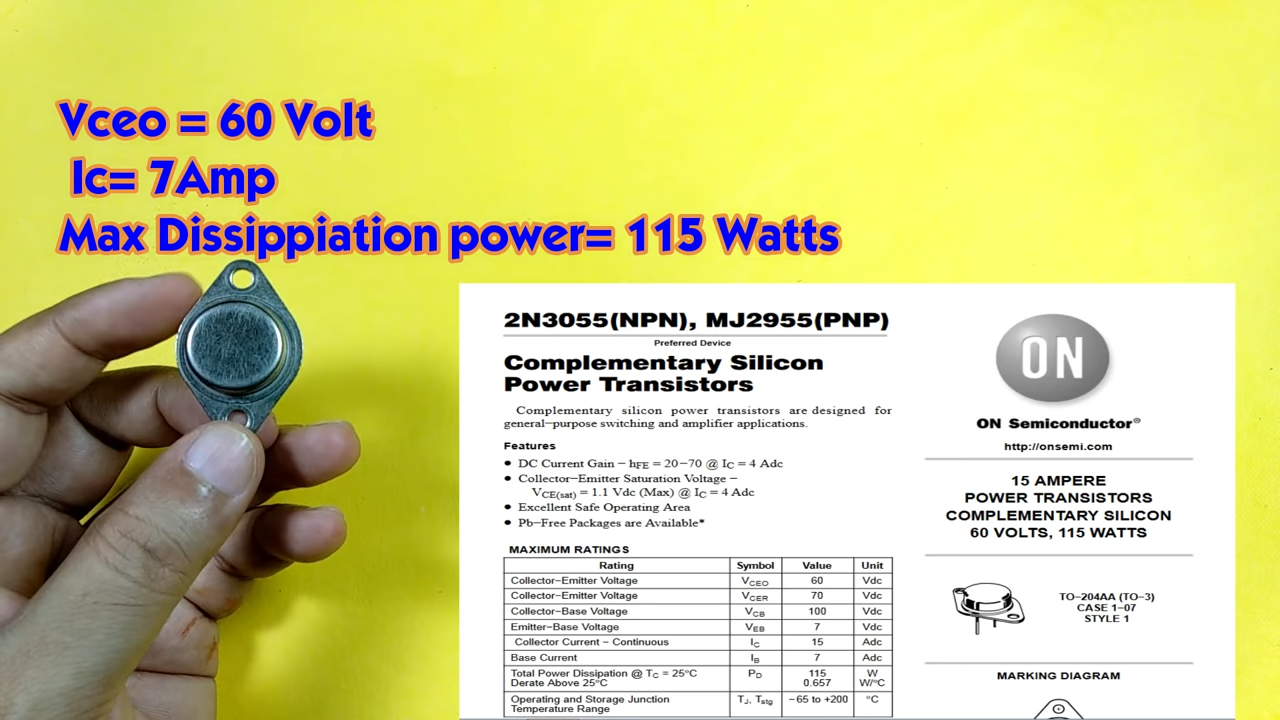 Vceo = 60 Volt
Ic= 7Amp
Max Dissippiation power= 115 Watts
2N3055(NPN), MJ2955(PNP)
Preferred Device
Complementary Silicon
Power Transistors
Complementary silicon power transistors are designed for
general−purpose switching and amplifier applications.
Features
• DC Current Gain − hFE = 20−70 @ IC = 4 Adc
• Collector−Emitter Saturation Voltage −
VCE(sat) = 1.1 Vdc (Max) @ IC = 4 Adc
• Excellent Safe Operating Area
• Pb−Free Packages are Available*
MAXIMUM RATINGS
Rating Symbol Value Unit
Collector−Emitter Voltage VCEO 60 Vdc
Collector−Emitter Voltage VCER 70 Vdc
Collector−Base Voltage VCB 100 Vdc
Emitter−Base Voltage VEB 7 Vdc
Collector Current − Continuous IC 15 Adc
Base Current IB 7 Adc
Total Power Dissipation @ TC = 25°C PD 115 W
Derate Above 25°C 0.657 W/°C
Operating and Storage Junction TJ, Tstg −65 to +200 °C
Temperature Range
ON
ON Semiconductor®
http://onsemi.com
15 AMPERE
POWER TRANSISTORS
COMPLEMENTARY SILICON
60 VOLTS, 115 WATTS
TO−204AA (TO−3)
CASE 1−07
STYLE 1
MARKING DIAGRAM